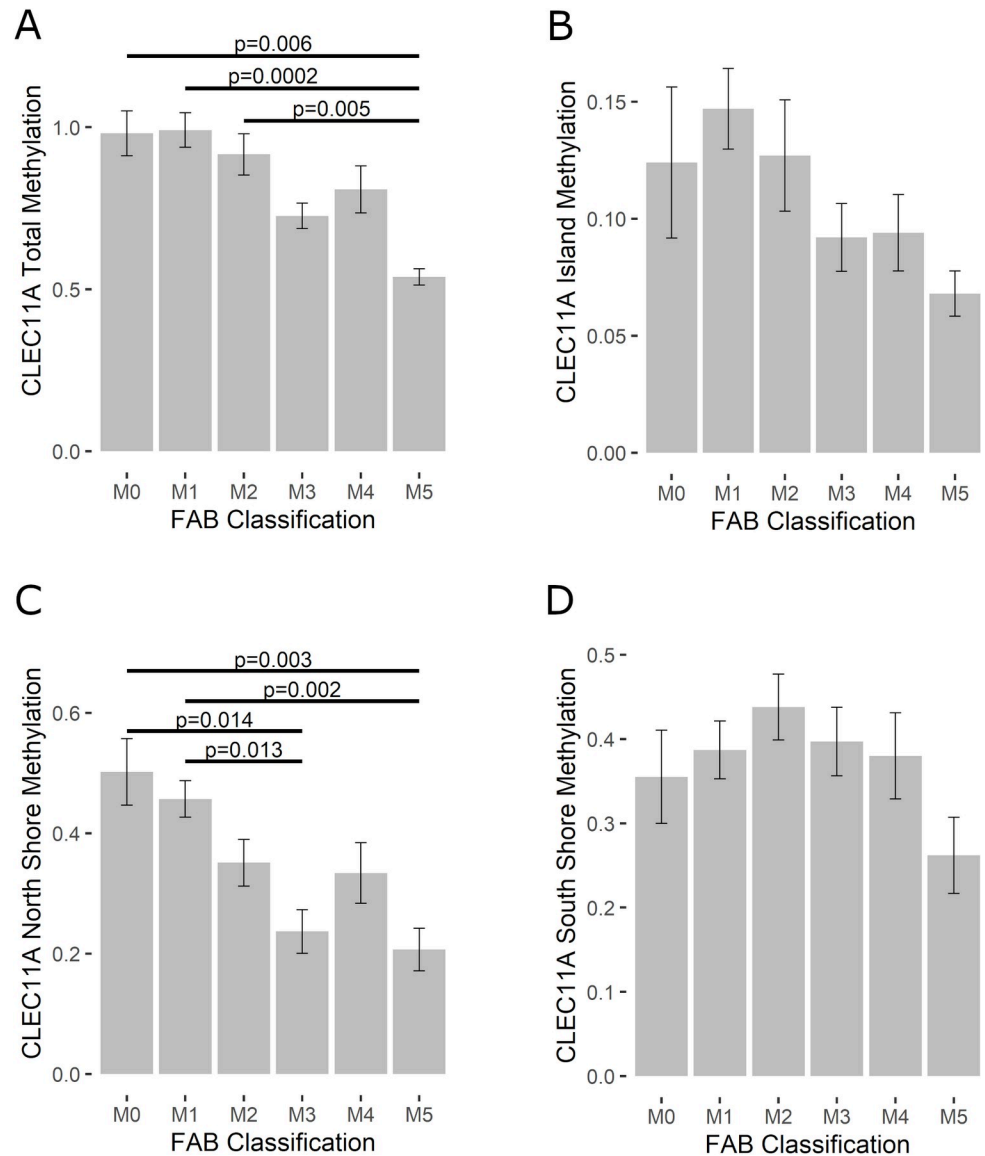 A
p=0.006
p=0.0002
p=0.005
CLEC11A Total Methylation
1.0
0.5
0.0
M0 M1 M2 M3 M4 M5
FAB Classification
B
CLEC11A Island Methylation
0.15
0.10
0.05
0.00
M0 M1 M2 M3 M4 M5
FAB Classification
C
p=0.003
p=0.002
p=0.014
p=0.013
CLEC11A North Shore Methylation
0.6
0.4
0.2
0.0
M0 M1 M2 M3 M4 M5
FAB Classification
D
CLEC11A South Shore Methylation
0.5
0.4
0.3
0.2
0.1
0.0
M0 M1 M2 M3 M4 M5
FAB Classification